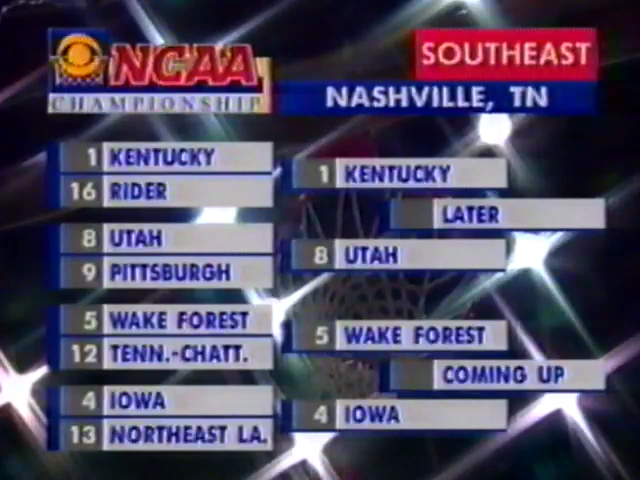 NCAA
CHAMPIONSHIP
SOUTHEAST
NASHVILLE, TN
1 KENTUCKY
16 RIDER
8 UTAH
9 PITTSBURGH
5 WAKE FOREST
12 TENN.-CHATT.
4 IOWA
13 NORTHEAST LA.
1 KENTUCKY
LATER
8 UTAH
5 WAKE FOREST
COMING UP
4 IOWA